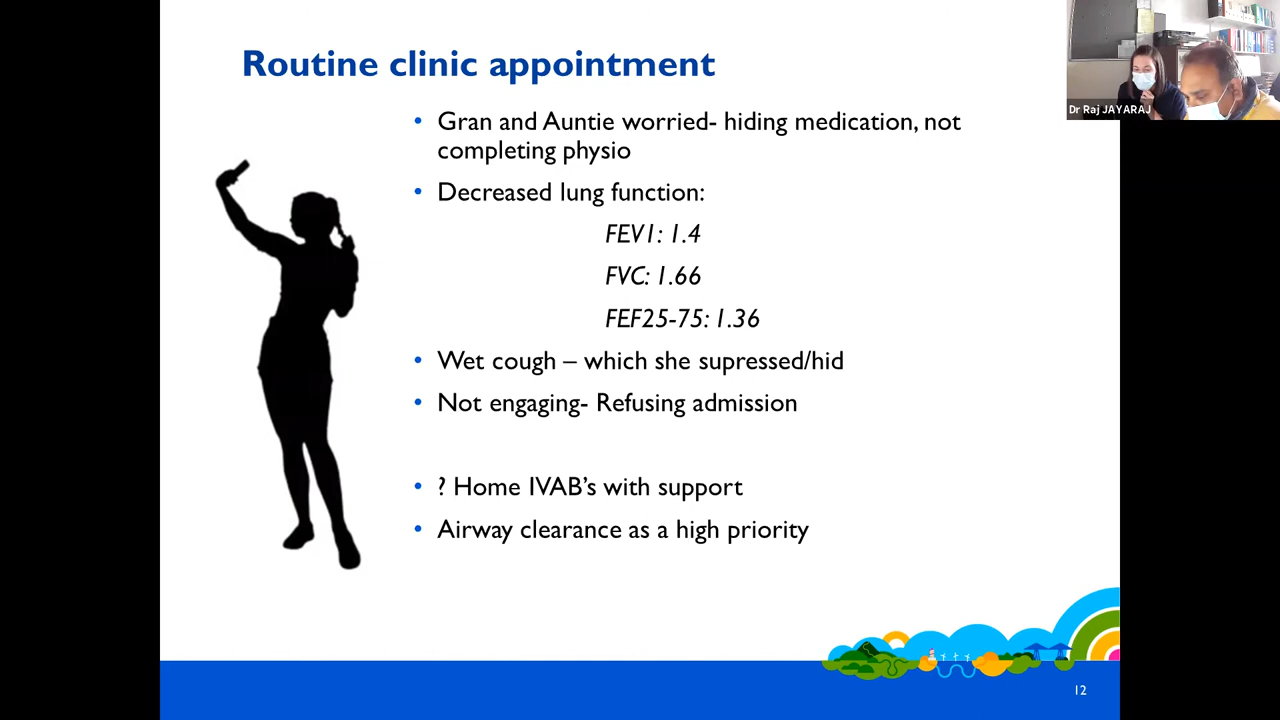 Routine clinic appointment
Dr Raj JAYARAJ
• Gran and Auntie worried- hiding medication, not
completing physio
• Decreased lung function:
FEV1: 1.4
FVC: 1.66
FEF25-75: 1.36
• Wet cough – which she supressed/hid
• Not engaging- Refusing admission
• ? Home IVAB’s with support
• Airway clearance as a high priority
12